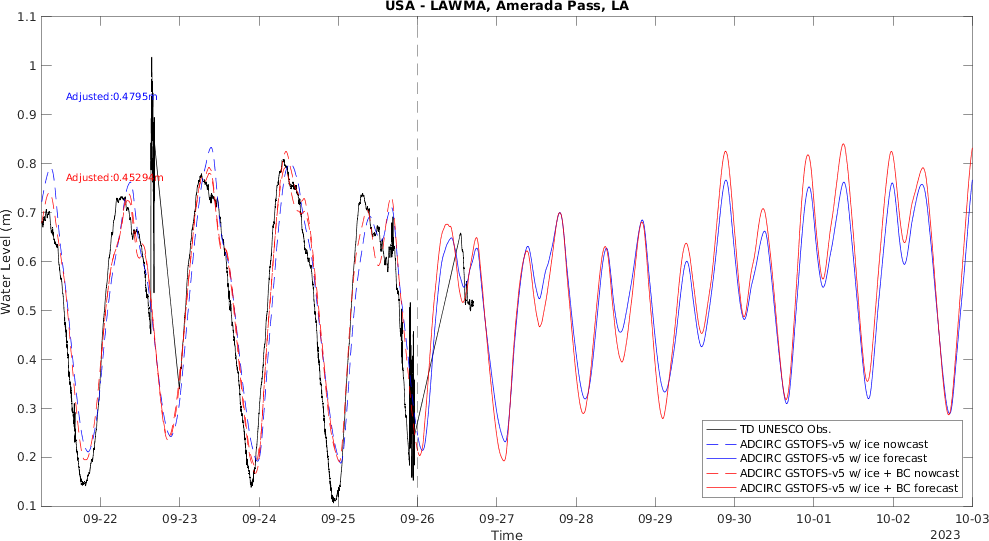 USA - LAWMA, Amerada Pass, LA
Water Level (m)
1.1
1
0.9
0.8
0.7
0.6
0.5
0.4
0.3
0.2
0.1
Adjusted:0.4795m
Adjusted:0.45294m
TD UNESCO Obs.
ADCIRC GSTOFS-v5 w/ ice nowcast
ADCIRC GSTOFS-v5 w/ ice forecast
ADCIRC GSTOFS-v5 w/ ice + BC nowcast
ADCIRC GSTOFS-v5 w/ ice + BC forecast
09-22 09-23 09-24 09-25 09-26 09-27 09-28 09-29 09-30 10-01 10-02 10-03
Time
2023